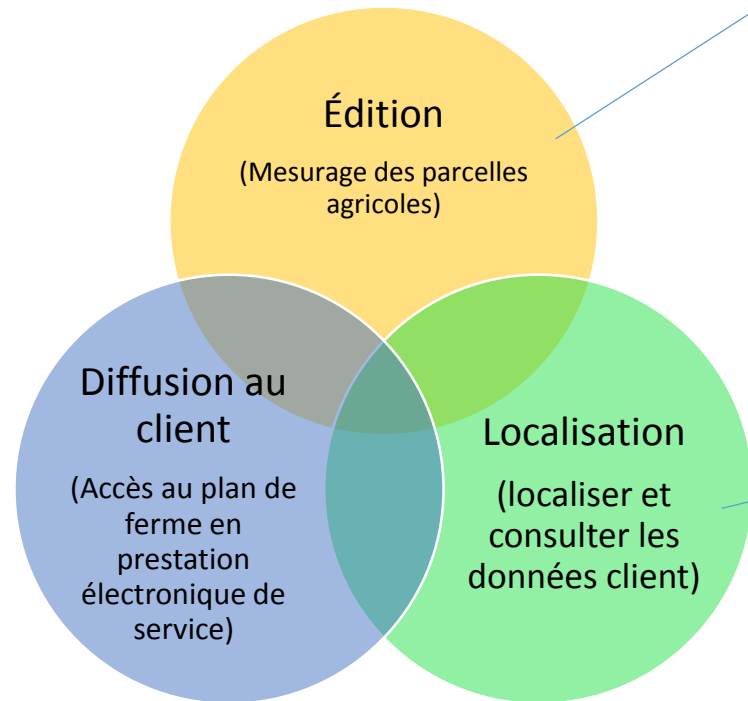 Édition
(Mesurage des parcelles
agricoles)
Diffusion au
client
(Accès au plan de
ferme en
prestation
électronique de
service)
Localisation
(localiser et
consulter les
données client)